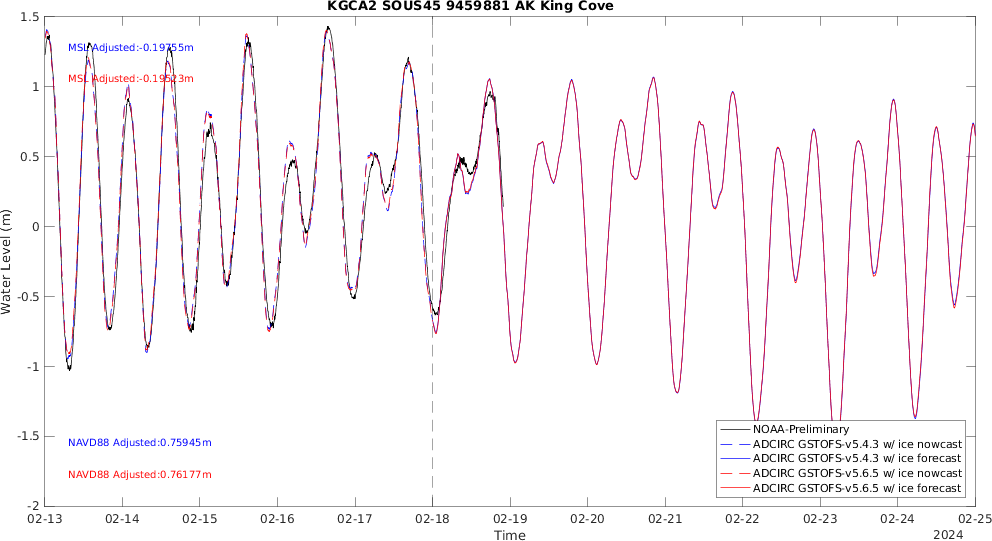 KGCA2 SOUS45 9459881 AK King Cove
MSL Adjusted:-0.19755m
MSL Adjusted:-0.19523m
NAVD88 Adjusted:0.75945m
NAVD88 Adjusted:0.76177m
Water Level (m)
1.5
1
0.5
0
-0.5
-1
-1.5
-2
NOAA-Preliminary
ADCIRC GSTOFS-v5.4.3 w/ ice nowcast
ADCIRC GSTOFS-v5.4.3 w/ ice forecast
ADCIRC GSTOFS-v5.6.5 w/ ice nowcast
ADCIRC GSTOFS-v5.6.5 w/ ice forecast
02-13 02-14 02-15 02-16 02-17 02-18 02-19 02-20 02-21 02-22 02-23 02-24 02-25
Time
2024